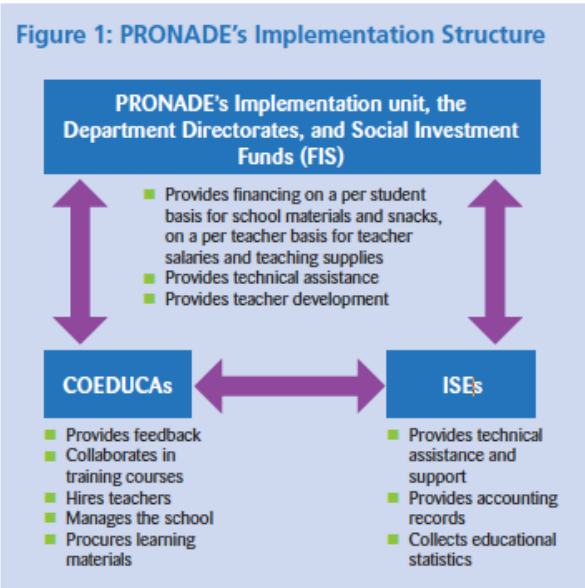 Figure 1: PRONADE's Implementation Structure
PRONADE's Implementation unit, the
Department Directorates, and Social Investment
Funds (FIS)
Provides financing on a per student
basis for school materials and snacks,
on a per teacher basis for teacher
salaries and teaching supplies
Provides technical assistance
Provides teacher development
COEDUCAs
Provides feedback
Collaborates in
training courses
Hires teachers
Manages the school
Procures learning
materials
ISEs
Provides technical
assistance and
support
Provides accounting
records
Collects educational
statistics